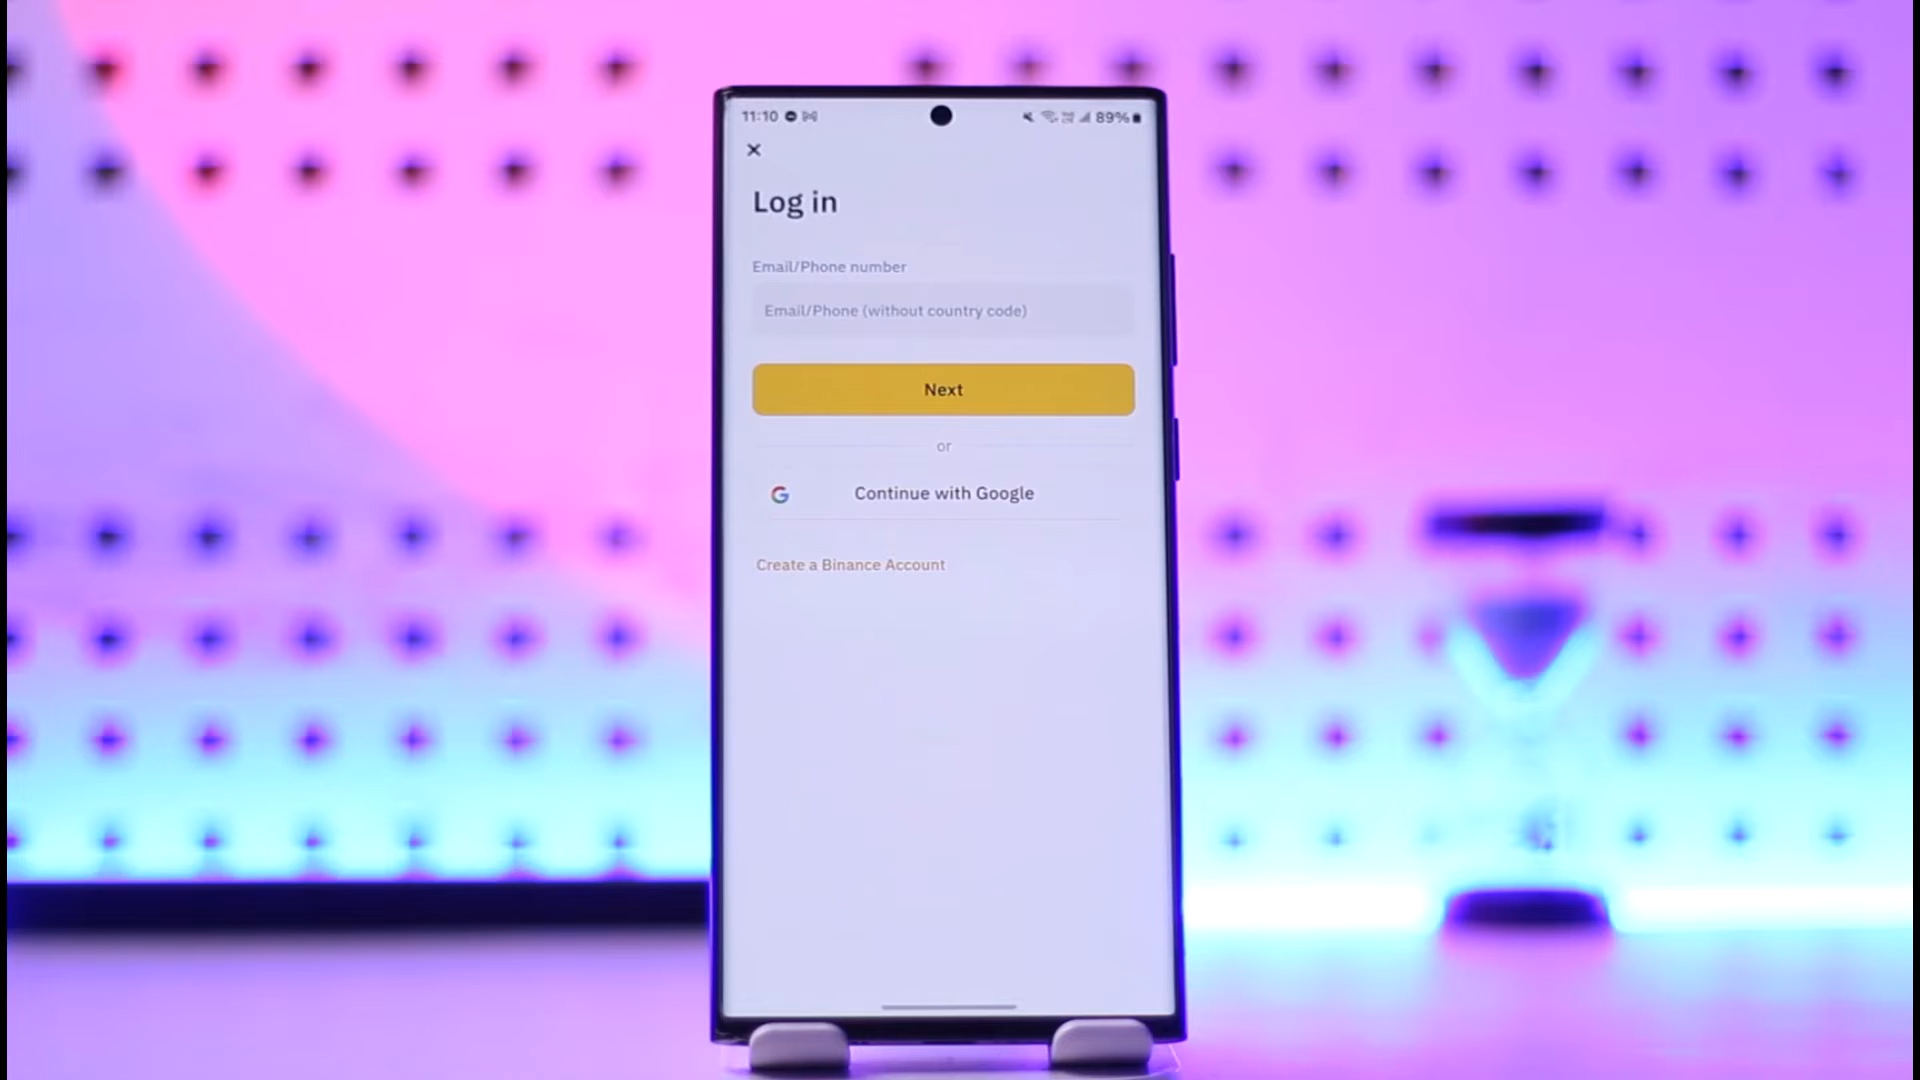 11:10
89%
Log in
Email/Phone number
Email/Phone (without country code)
Next
or
Continue with Google
Create a Binance Account